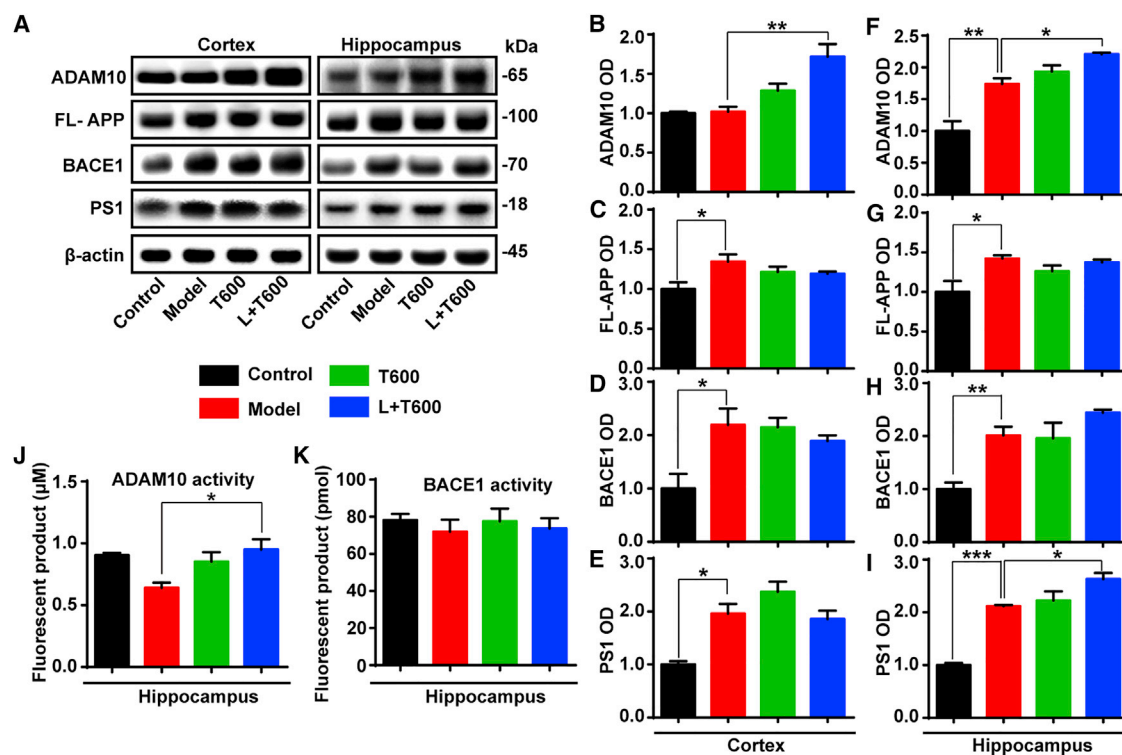 A
Cortex
Hippocampus
kDa
ADAM10
-65
FL- APP
-100
BACE1
-70
PS1
-18
β-actin
-45
Control
Model
T600
L+T600
Control
Model
T600
L+T600
Control
T600
Model
L+T600
B
ADAM10 OD
2.0
1.5
1.0
0.5
0.0
**
F
ADAM10 OD
2.5
2.0
1.5
1.0
0.0
**
*
C
FL-APP OD
2.0
1.5
1.0
0.0
*
G
FL-APP OD
2.0
1.5
1.0
0.0
*
D
BACE1 OD
3.0
2.0
1.0
0.0
*
H
BACE1 OD
3.0
2.0
1.0
0.0
**
E
PS1 OD
3.0
2.0
1.0
0.0
*
Cortex
I
PS1 OD
3.0
2.0
1.0
0.0
***
*
Hippocampus
J
ADAM10 activity
Fluorescent product (μM)
1.5
1.0
0.5
0.0
*
Hippocampus
K
BACE1 activity
Fluorescent product (pmol)
100
80
60
40
20
0
Hippocampus